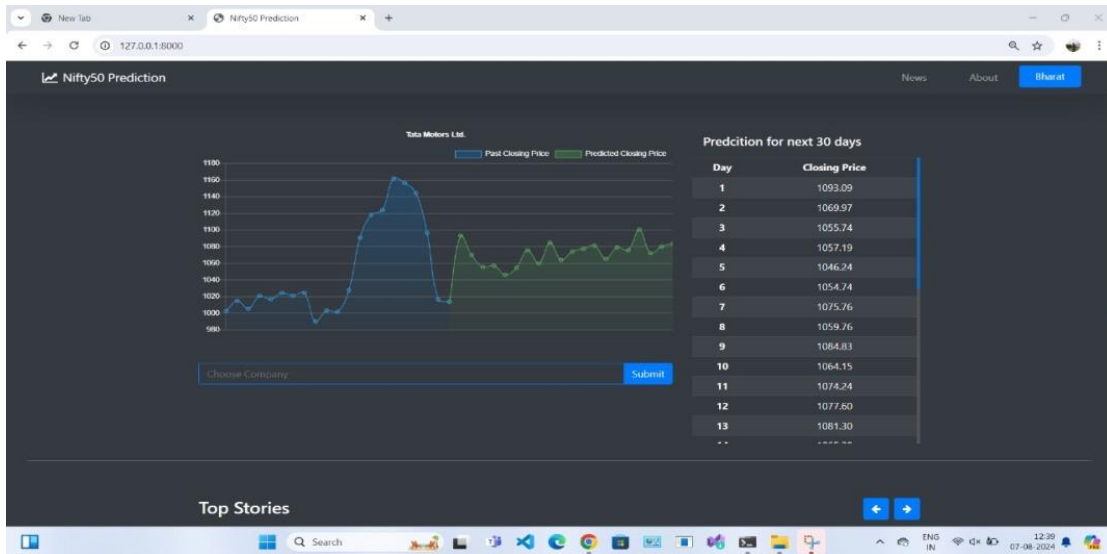 New Tab
Nifty50 Prediction
127.0.0.1:8000
Nifty50 Prediction
News About Bharat
Tata Motors Ltd.
Past Closing Price Predicted Closing Price
1180
1160
1140
1120
1100
1080
1060
1040
1020
1000
980
Choose Company Submit
Predcition for next 30 days
Day Closing Price
1 1093.09
2 1069.97
3 1055.74
4 1057.19
5 1046.24
6 1054.74
7 1075.76
8 1059.76
9 1084.83
10 1064.15
11 1074.24
12 1077.60
13 1081.30
Top Stories
Search
ENG 12:39
IN 07-08-2024